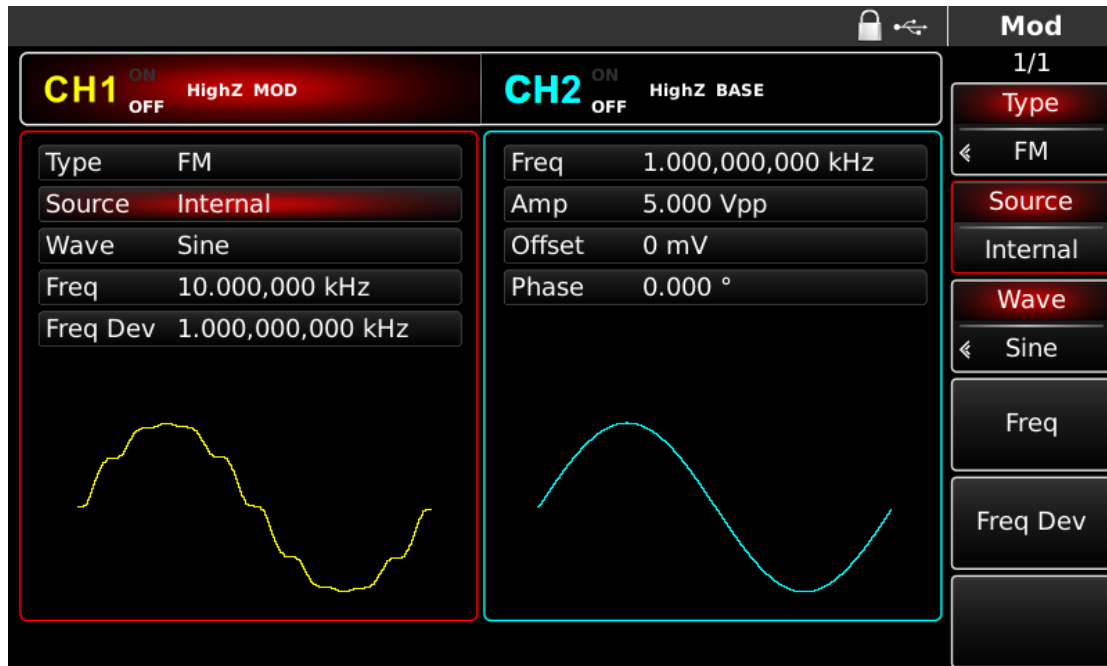 Mod
1/1
CH1 ON OFF HighZ MOD
CH2 ON OFF HighZ BASE
Type FM
Source Internal
Wave Sine
Freq 10.000,000 kHz
Freq Dev 1.000,000,000 kHz
Freq 1.000,000,000 kHz
Amp 5.000 Vpp
Offset 0 mV
Phase 0.000 °
Type
FM
Source
Internal
Wave
Sine
Freq
Freq Dev